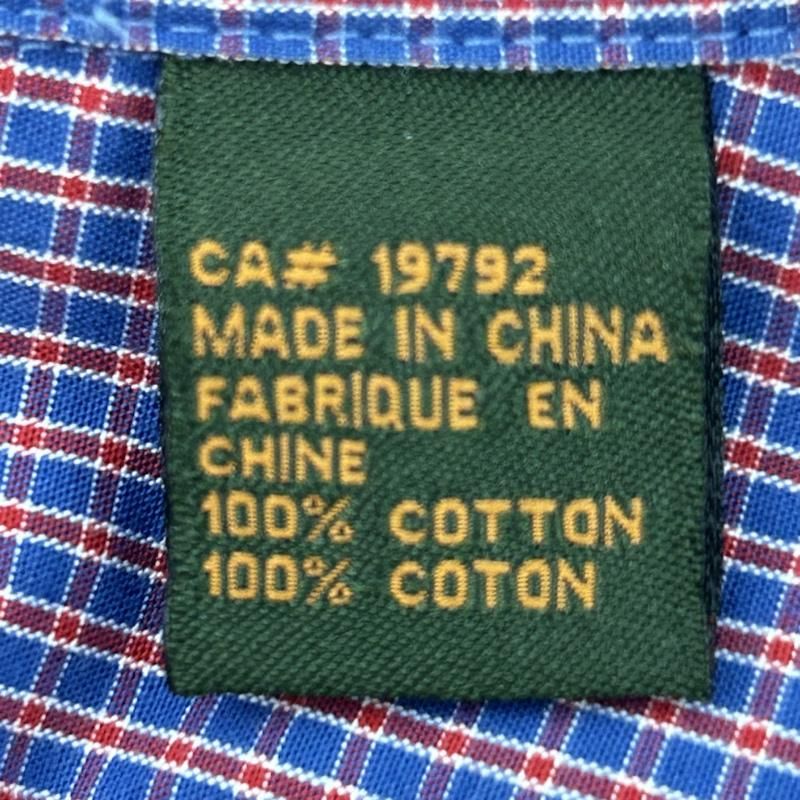 CA# 19792
MADE IN CHINA
FABRIQUE EN
CHINE
100% COTTON
100% COTON